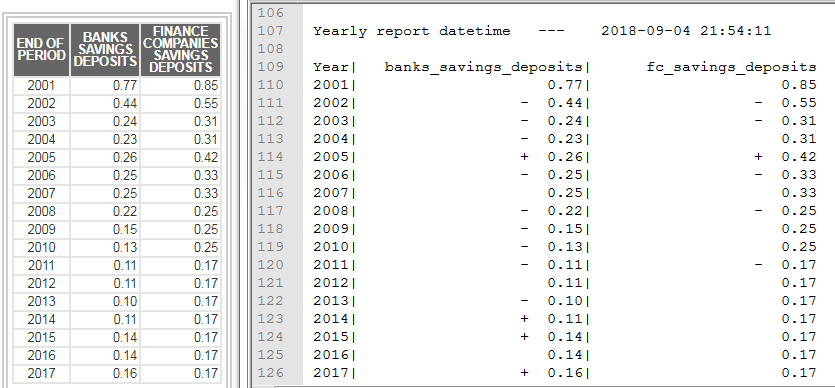 END OF PERIOD BANKS SAVINGS DEPOSITS FINANCE COMPANIES SAVINGS DEPOSITS
2001 0.77 0.85
2002 0.44 0.55
2003 0.24 0.31
2004 0.23 0.31
2005 0.26 0.42
2006 0.25 0.33
2007 0.25 0.33
2008 0.22 0.25
2009 0.15 0.25
2010 0.13 0.25
2011 0.11 0.17
2012 0.11 0.17
2013 0.10 0.17
2014 0.11 0.17
2015 0.14 0.17
2016 0.14 0.17
2017 0.16 0.17
106
107 Yearly report datetime --- 2018-09-04 21:54:11
108
109 Year| banks_savings_deposits| fc_savings_deposits
110 2001| 0.77| 0.85
111 2002| - 0.44| - 0.55
112 2003| - 0.24| - 0.31
113 2004| - 0.23| 0.31
114 2005| + 0.26| + 0.42
115 2006| - 0.25| - 0.33
116 2007| 0.25| 0.33
117 2008| - 0.22| - 0.25
118 2009| - 0.15| 0.25
119 2010| - 0.13| 0.25
120 2011| - 0.11| - 0.17
121 2012| 0.11| 0.17
122 2013| - 0.10| 0.17
123 2014| + 0.11| 0.17
124 2015| + 0.14| 0.17
125 2016| 0.14| 0.17
126 2017| + 0.16| 0.17